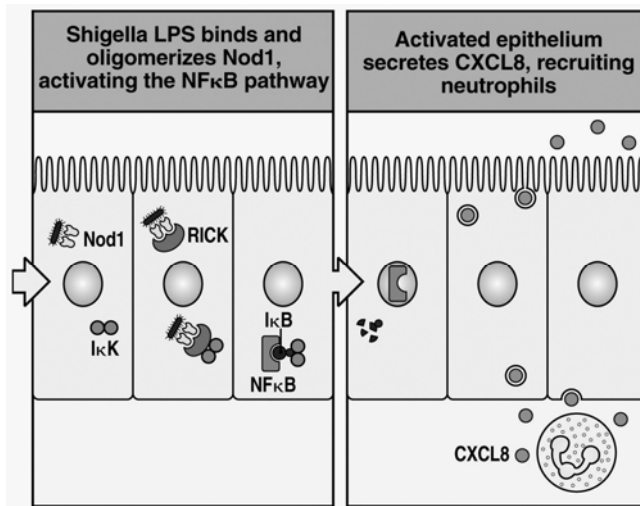 Shigella LPS binds and
oligomerizes Nod1,
activating the NFκB pathway
Activated epithelium
secretes CXCL8, recruiting
neutrophils
Nod1
RICK
IκK
IκB
NFκB
CXCL8